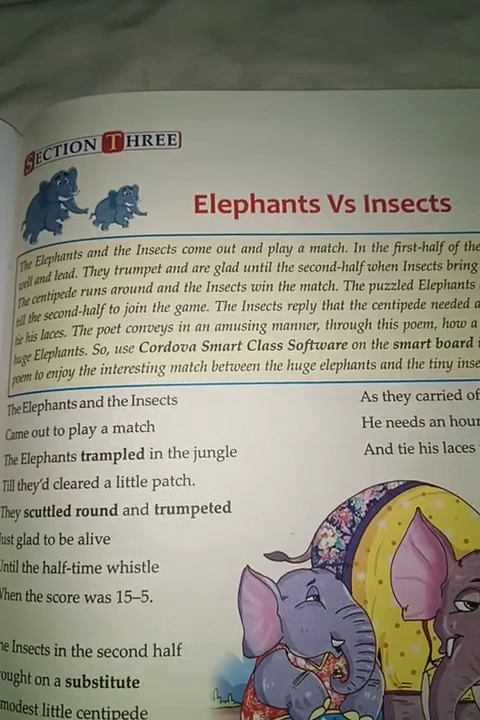 SECTION THREE
Elephants Vs Insects
The Elephants and the Insects come out and play a match. In the first-half of the
well and lead. They trumpet and are glad until the second-half when Insects bring
The centipede runs around and the Insects win the match. The puzzled Elephants
till the second-half to join the game. The Insects reply that the centipede needed a
tie his laces. The poet conveys in an amusing manner, through this poem, how a
huge Elephants. So, use Cordova Smart Class Software on the smart board
poem to enjoy the interesting match between the huge elephants and the tiny inse
The Elephants and the Insects
Came out to play a match
The Elephants trampled in the jungle
Till they'd cleared a little patch.
They scuttled round and trumpeted
Just glad to be alive
Until the half-time whistle
When the score was 15–5.
he Insects in the second half
rought on a substitute
modest little centipede
As they carried of
He needs an hour
And tie his laces